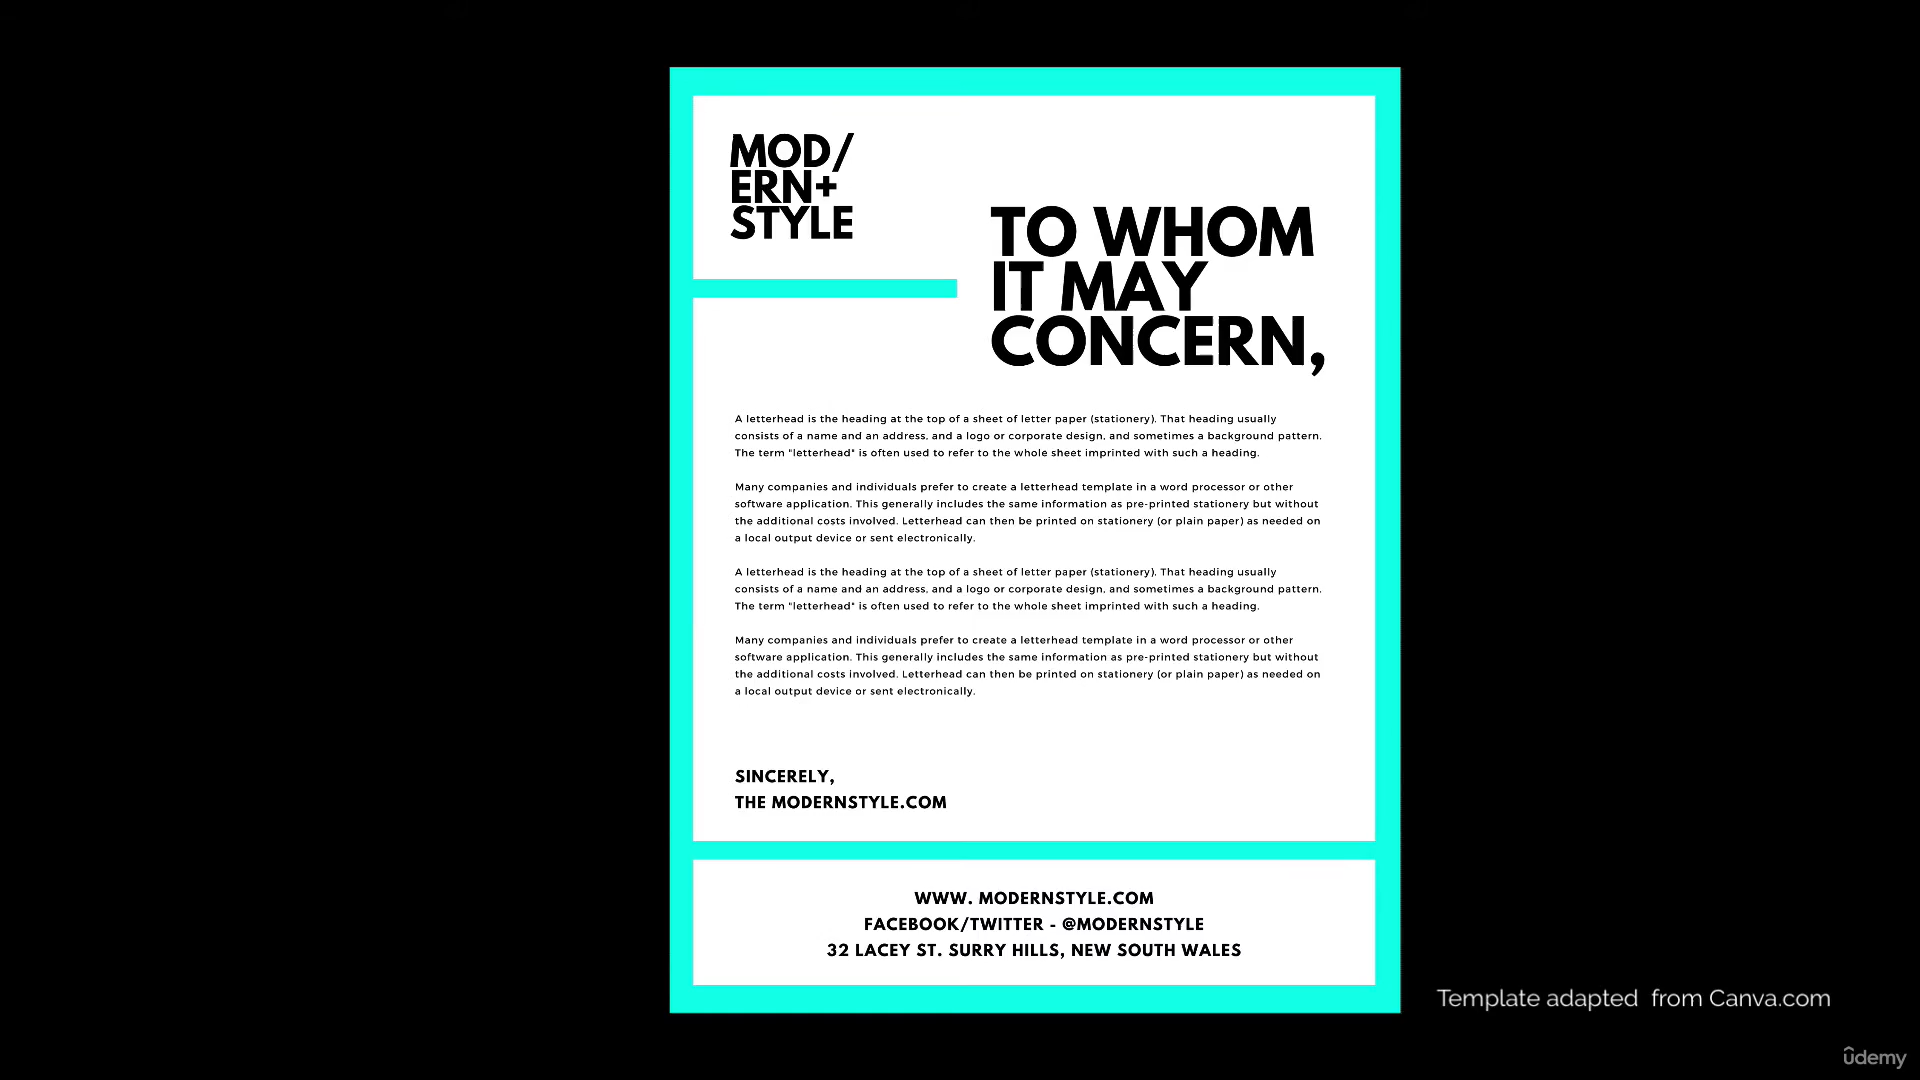 MOD/
ERN+
STYLE
TO WHOM
IT MAY
CONCERN,
A letterhead is the heading at the top of a sheet of letter paper (stationery). That heading usually
consists of a name and an address, and a logo or corporate design, and sometimes a background pattern.
The term "letterhead" is often used to refer to the whole sheet imprinted with such a heading.
Many companies and individuals prefer to create a letterhead template in a word processor or other
software application. This generally includes the same information as pre-printed stationery but without
the additional costs involved. Letterhead can then be printed on stationery (or plain paper) as needed on
a local output device or sent electronically.
A letterhead is the heading at the top of a sheet of letter paper (stationery). That heading usually
consists of a name and an address, and a logo or corporate design, and sometimes a background pattern.
The term "letterhead" is often used to refer to the whole sheet imprinted with such a heading.
Many companies and individuals prefer to create a letterhead template in a word processor or other
software application. This generally includes the same information as pre-printed stationery but without
the additional costs involved. Letterhead can then be printed on stationery (or plain paper) as needed on
a local output device or sent electronically.
SINCERELY,
THE MODERNSTYLE.COM
WWW. MODERNSTYLE.COM
FACEBOOK/TWITTER - @MODERNSTYLE
32 LACEY ST. SURRY HILLS, NEW SOUTH WALES
Template adapted  from Canva.com
udemy